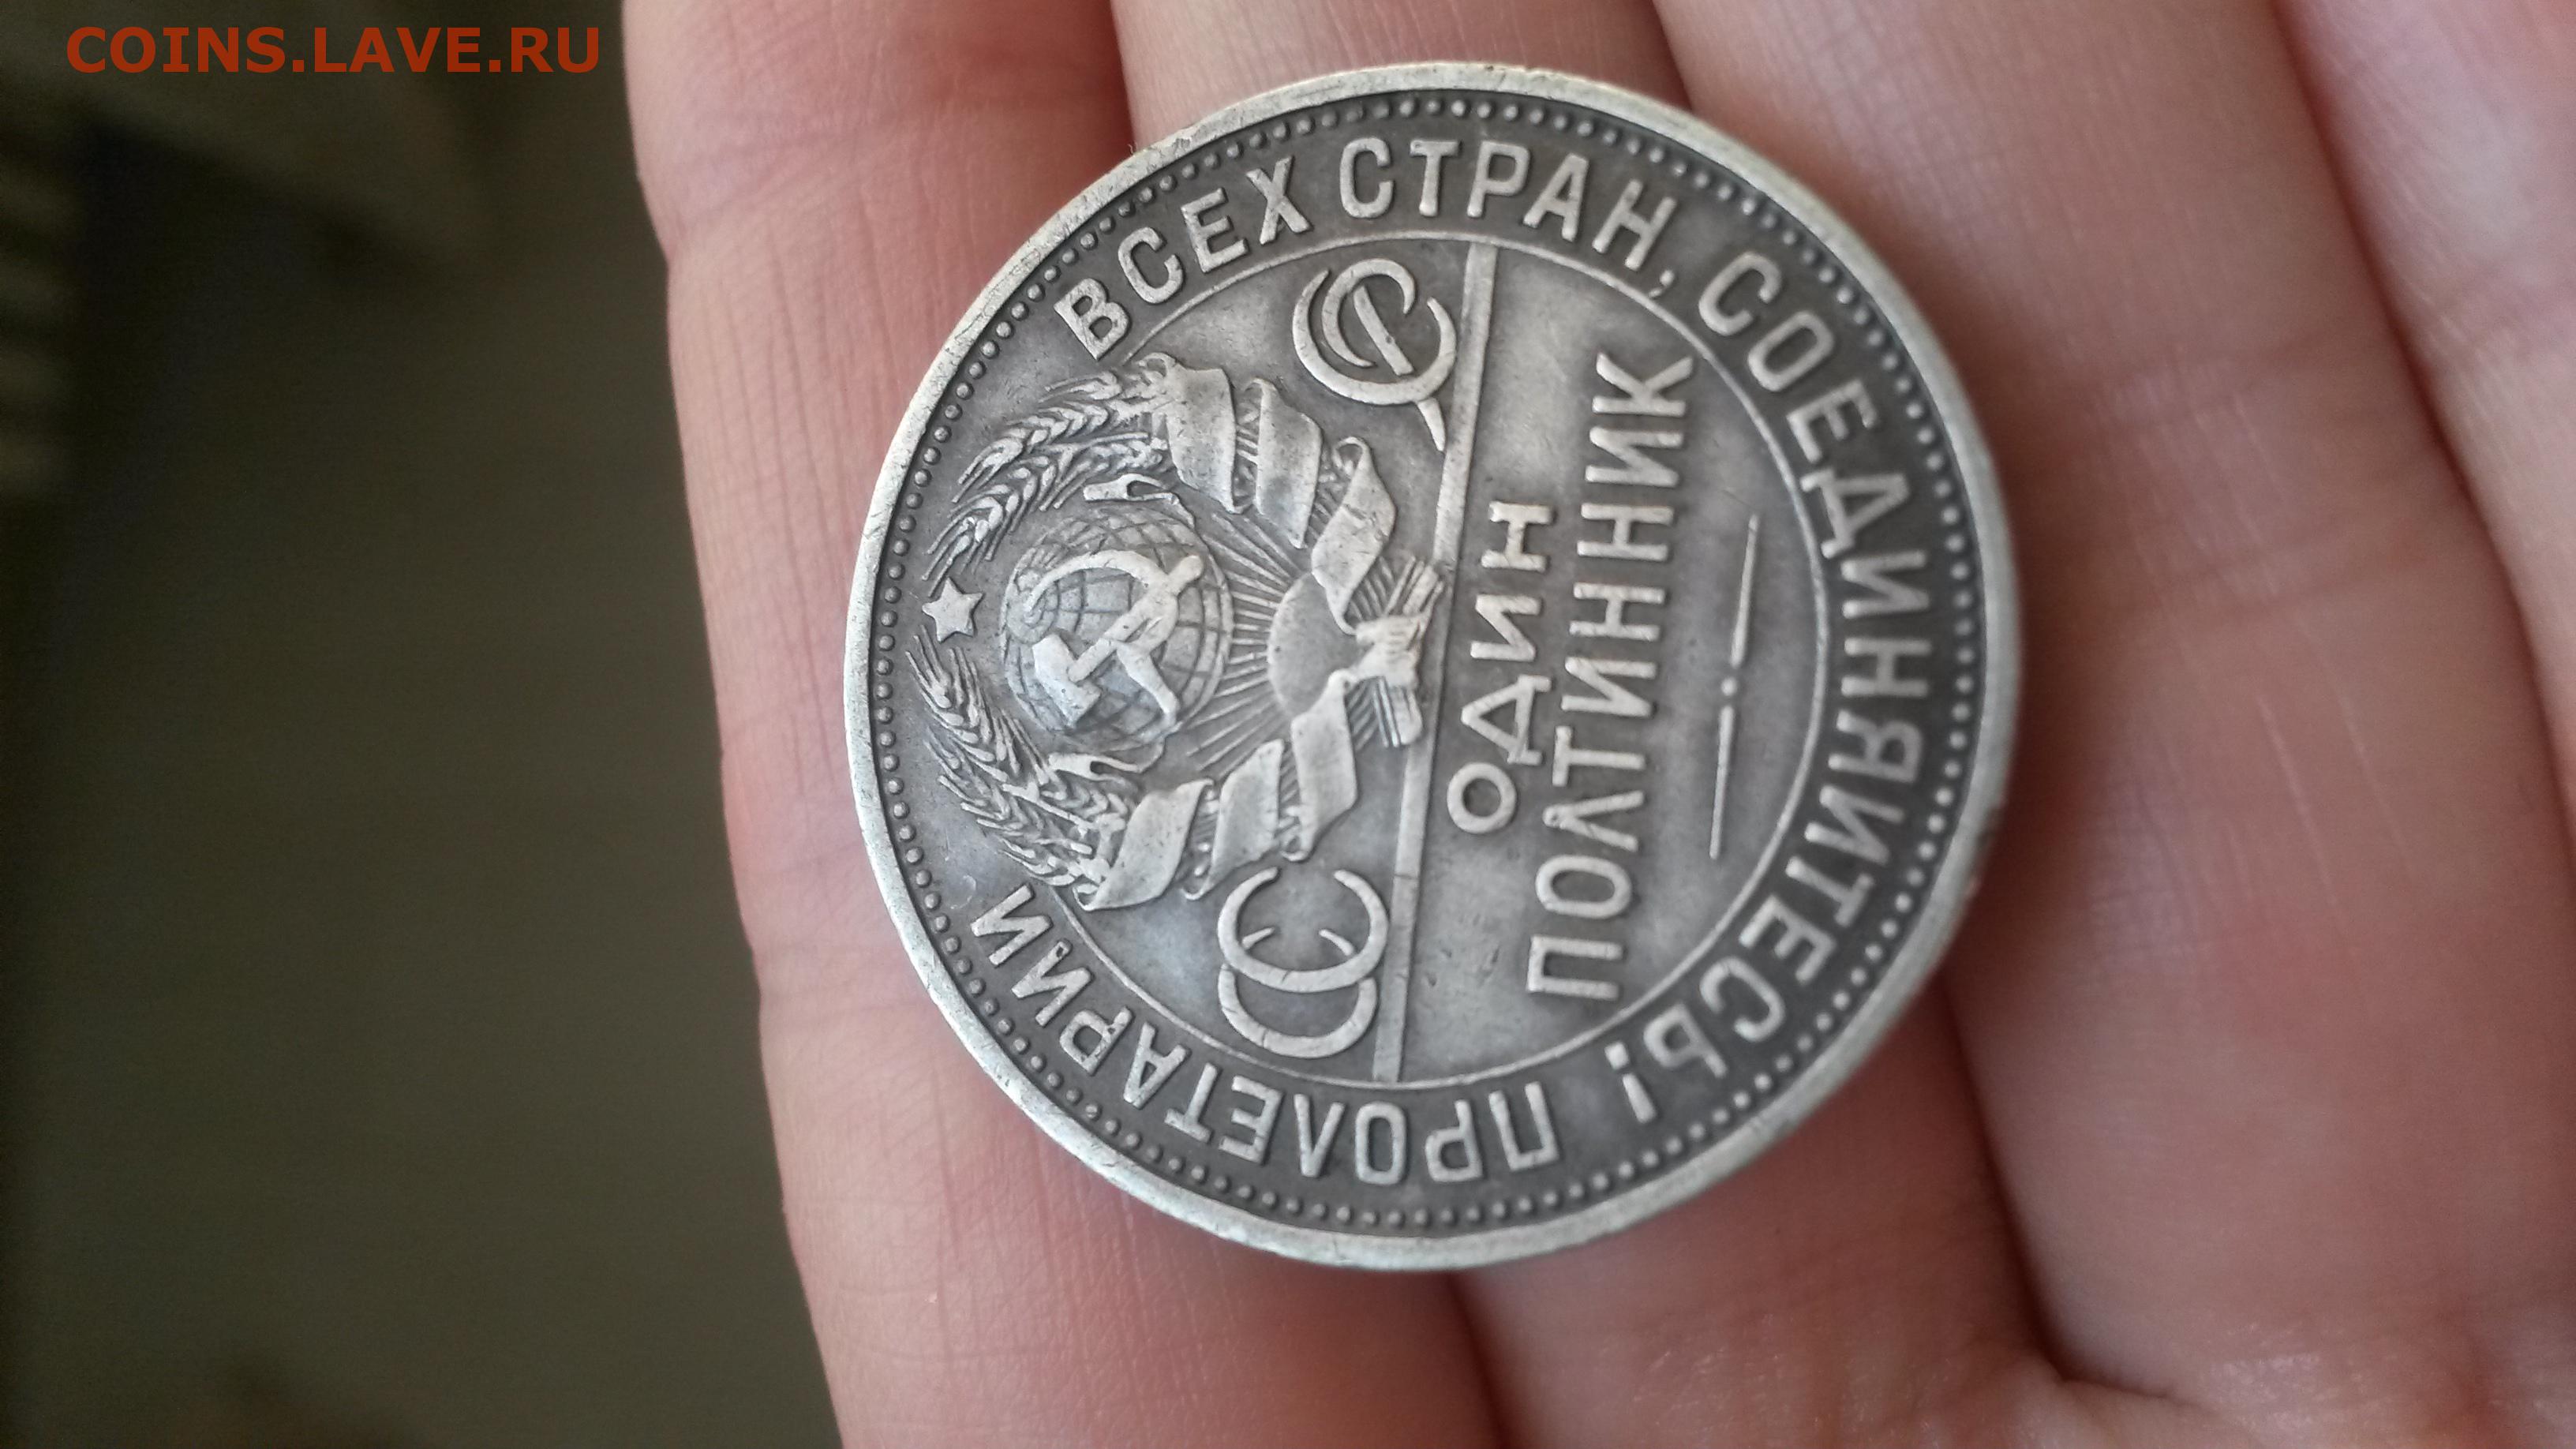 COINS.LAVE.RU
ПРОЛЕТАРИИ ВСЕХ СТРАН, СОЕДИНЯЙТЕСЬ!
СССР
ОДИН
ПОЛТИННИК